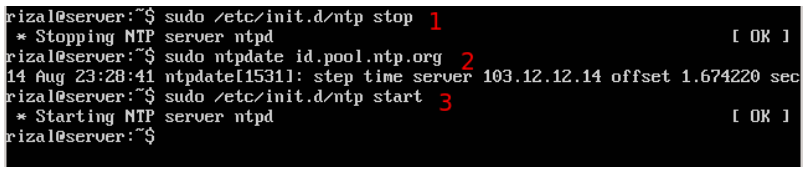 rizal@server:~$ sudo /etc/init.d/ntp stop 1
 * Stopping NTP server ntpd [ OK ]
rizal@server:~$ sudo ntpdate id.pool.ntp.org 2
14 Aug 23:28:41 ntpdate[1531]: step time server 103.12.12.14 offset 1.674220 sec
rizal@server:~$ sudo /etc/init.d/ntp start 3
 * Starting NTP server ntpd [ OK ]
rizal@server:~$